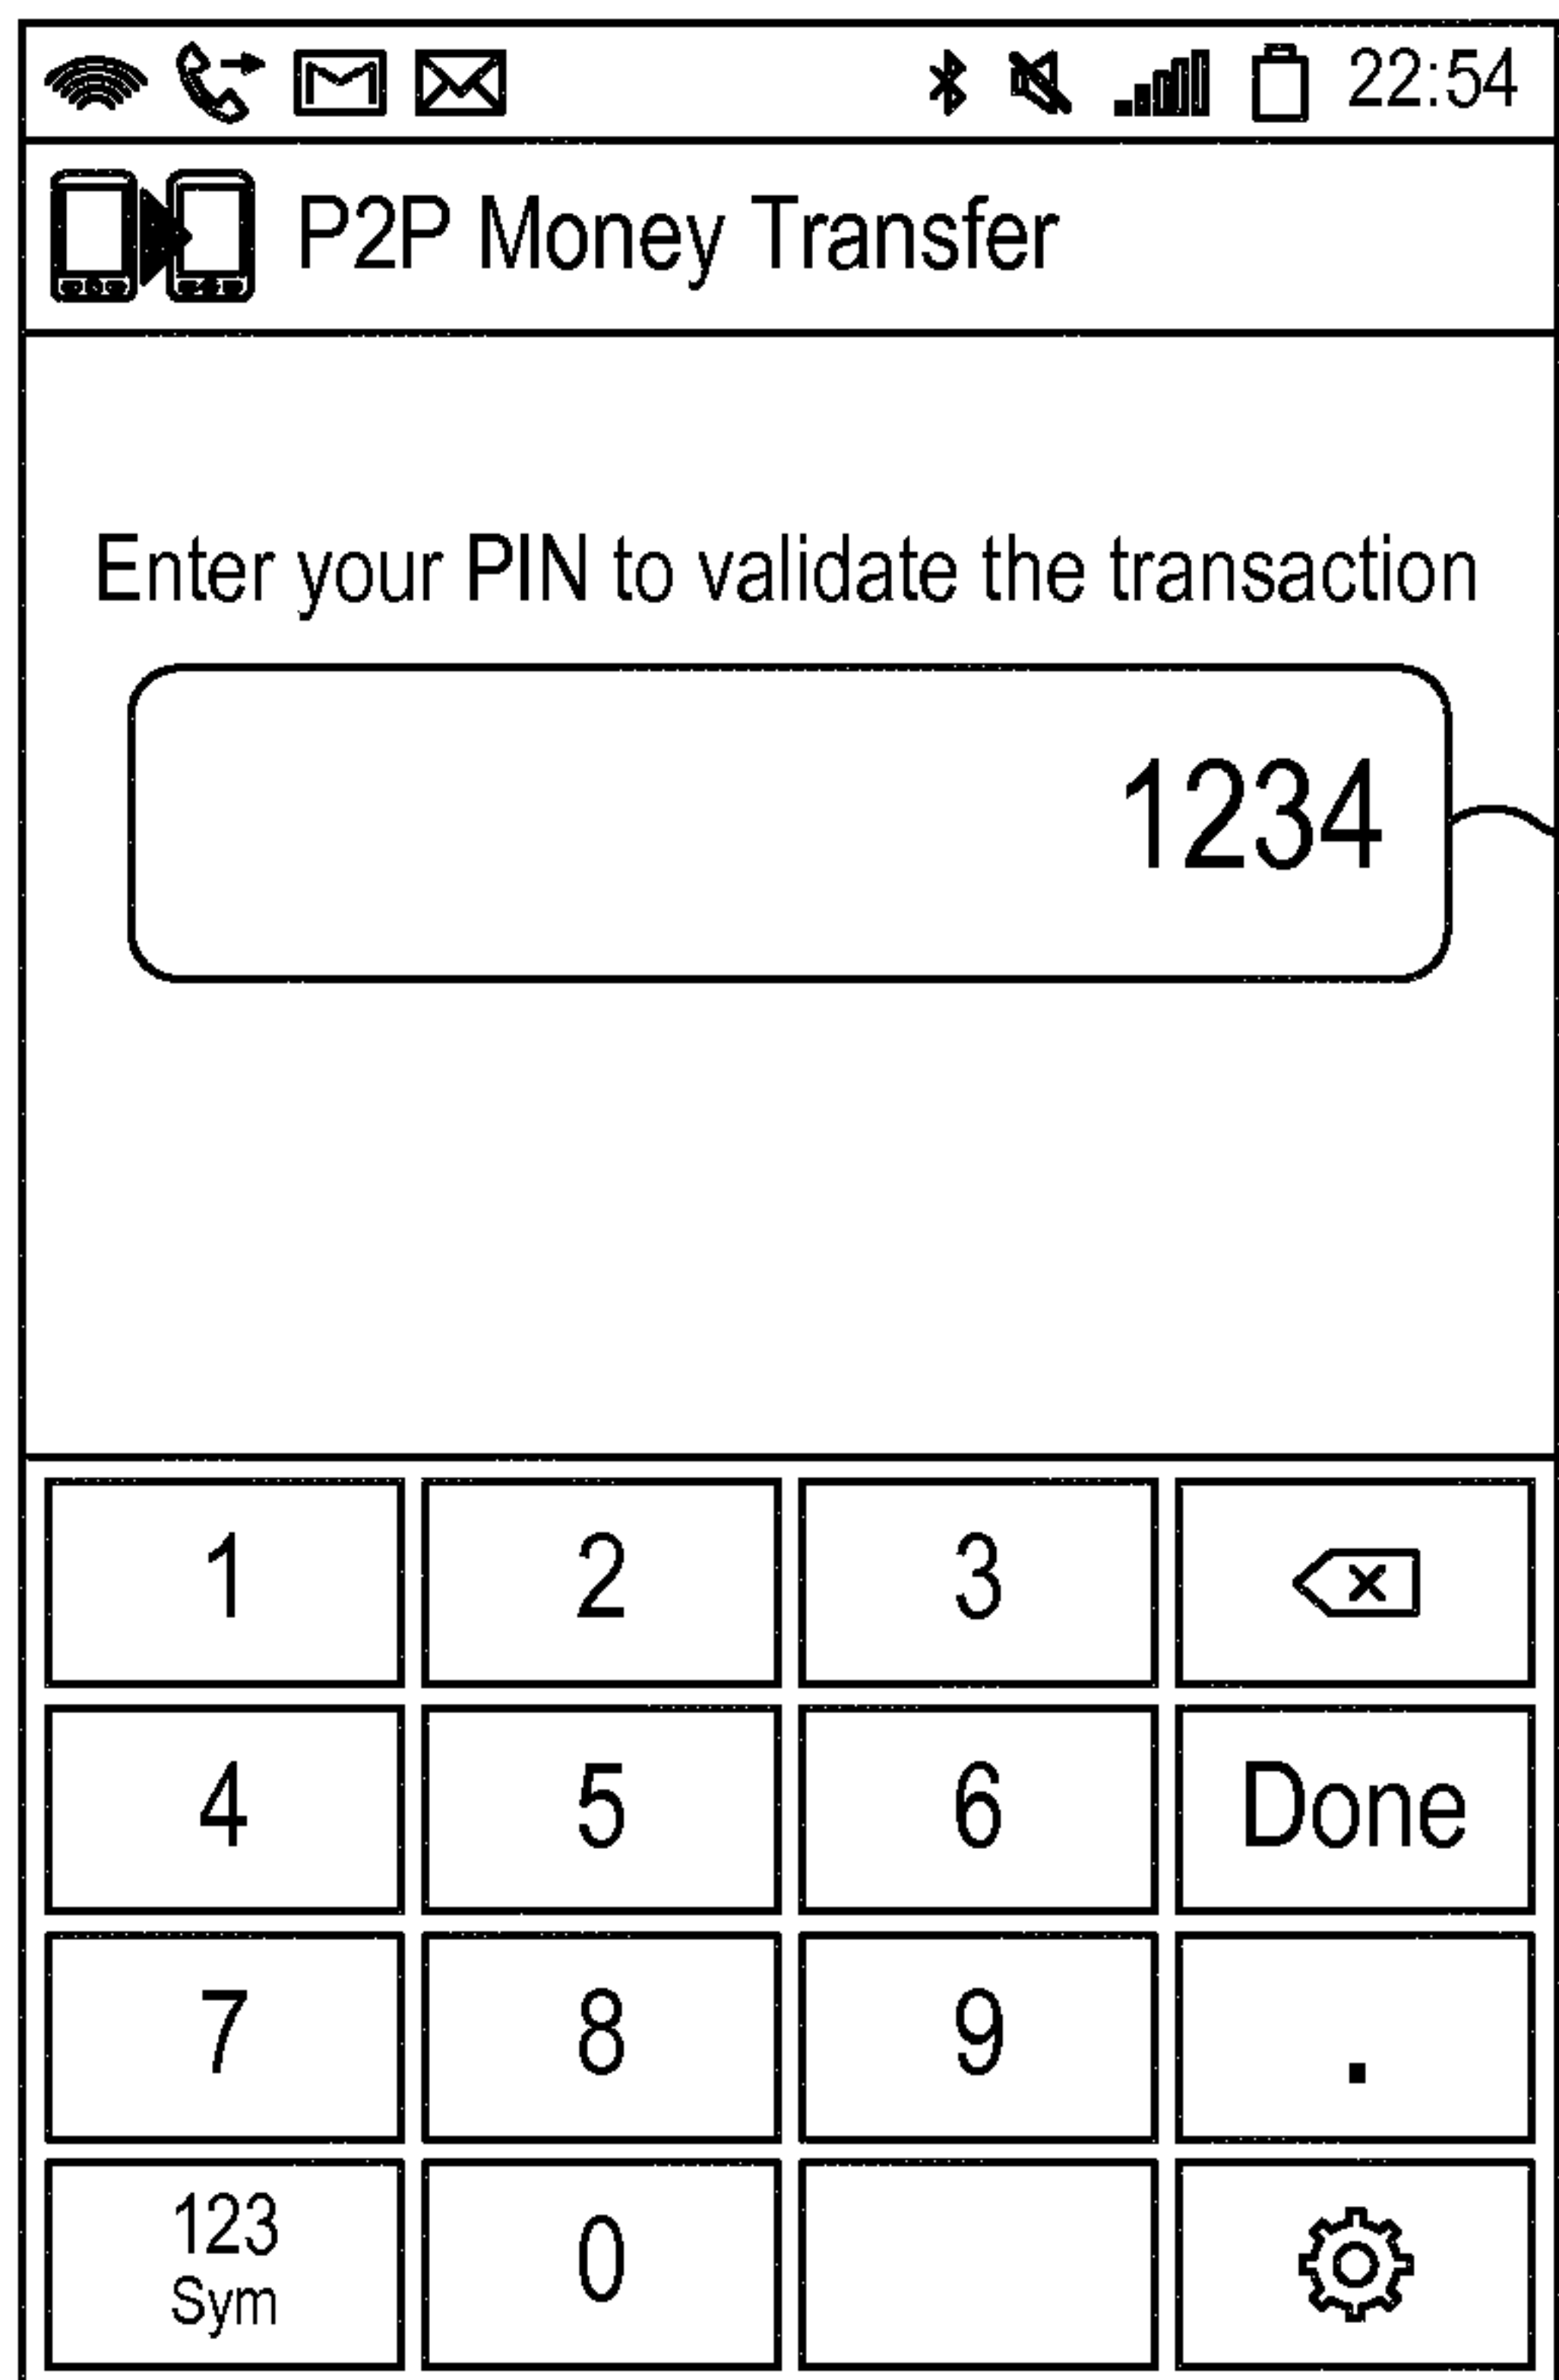 22:54
P2P Money Transfer
Enter your PIN to validate the transaction
1234
1 2 3
4 5 6 Done
7 8 9 .
123
Sym 0